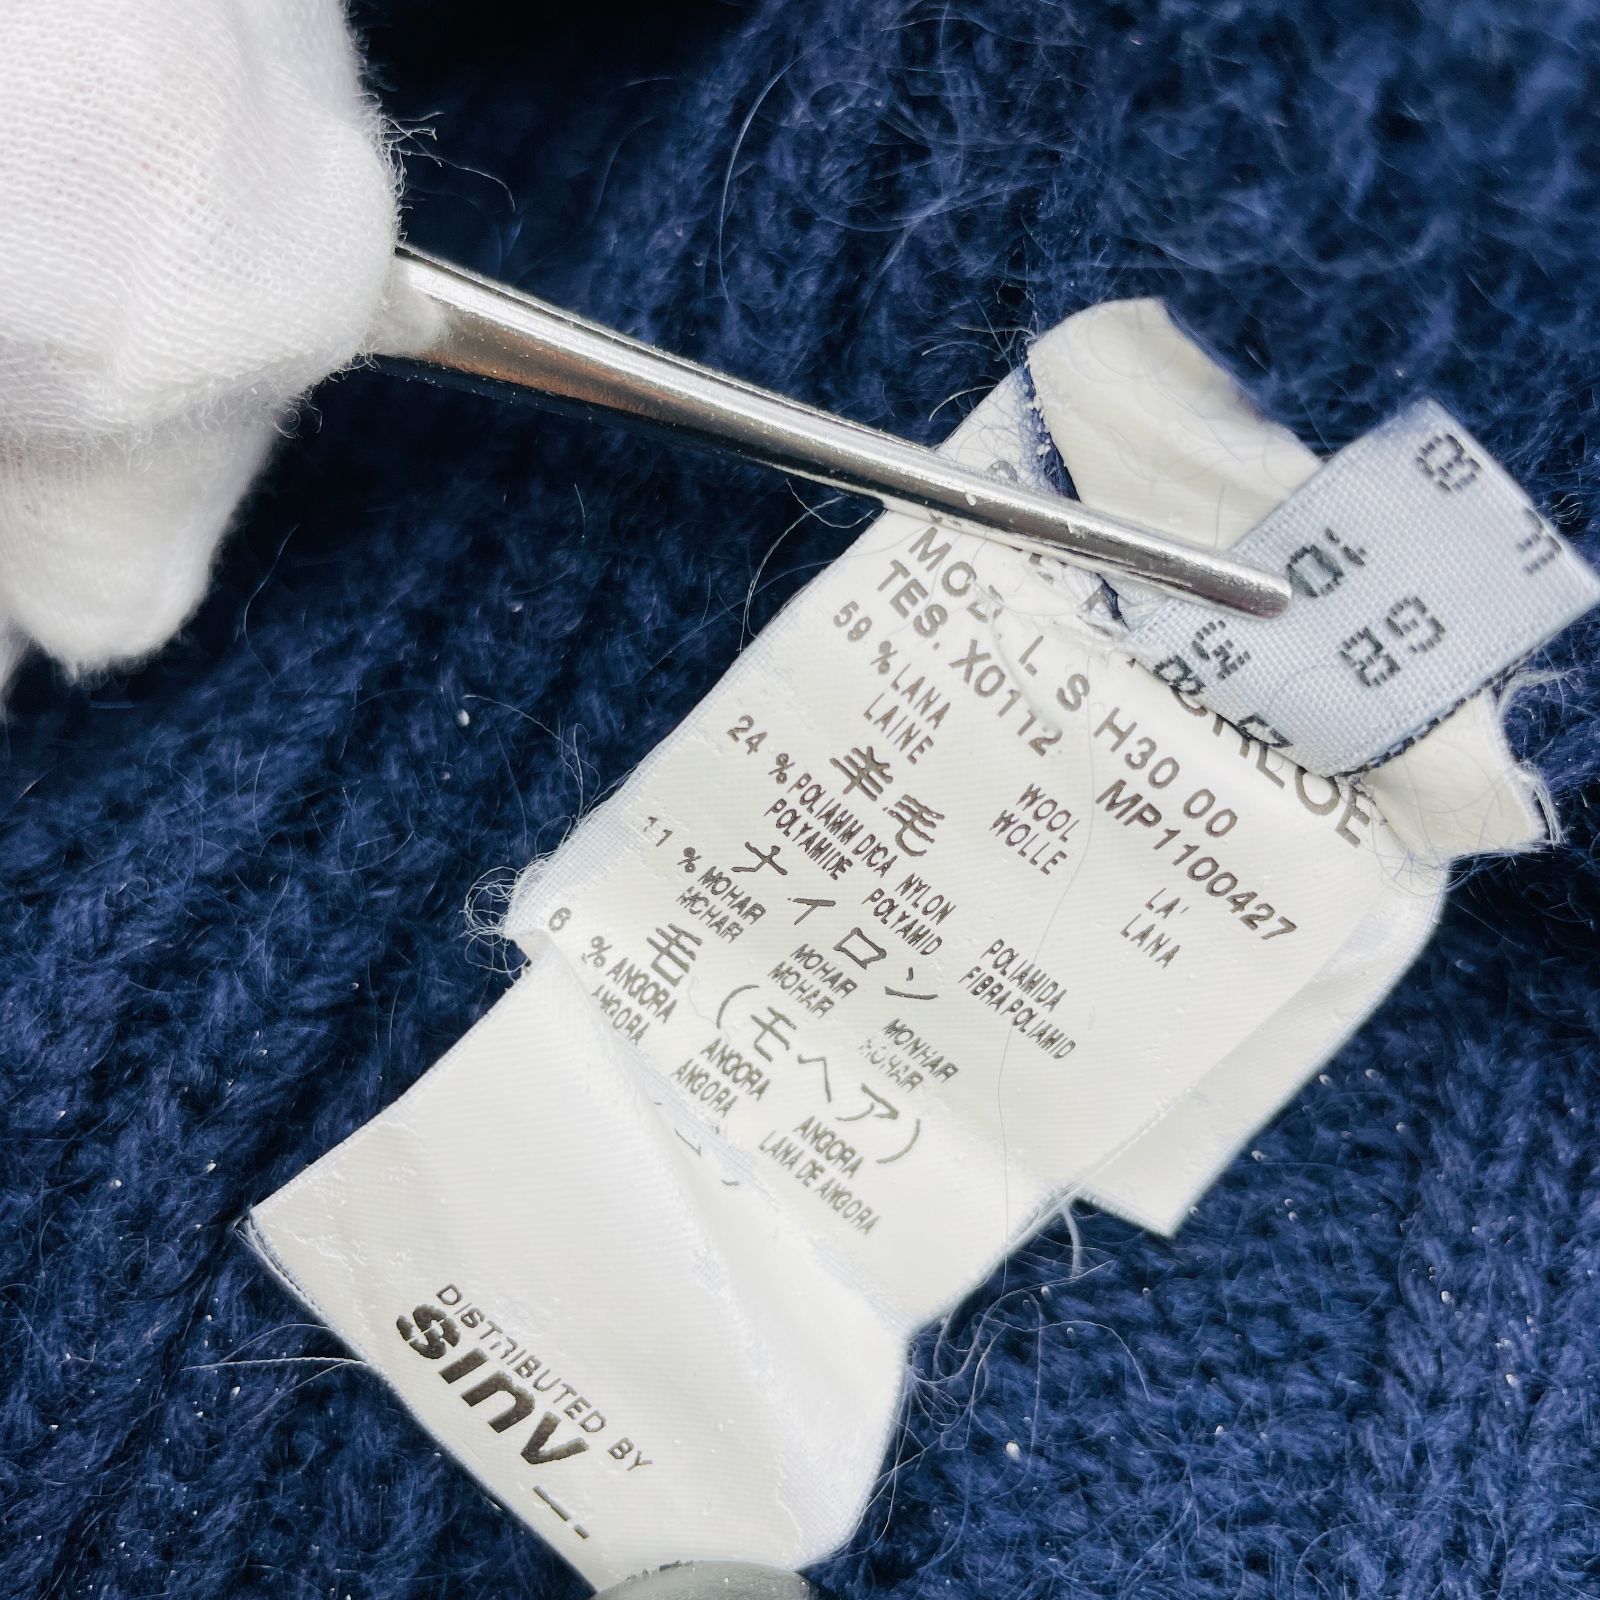 MOD. L S H30 00
TES. X0112 MP1100427
59 % LANA WOOL LA'
LAINE WOLLE LANA
羊毛
24 % POLIAMMIDICA NYLON POLIAMIDA
POLYAMIDE POLYAMID FIBRA POLIAMID
ナイロン
11 % MOHAIR MOHAIR MONHAIR
MOHAIR MOHAIR MOHAIR
毛(モヘア)
6 % ANGORA ANGORA ANGORA
ANGORA ANGORA LANA DE ANGORA
DISTRIBUTED BY
sinv